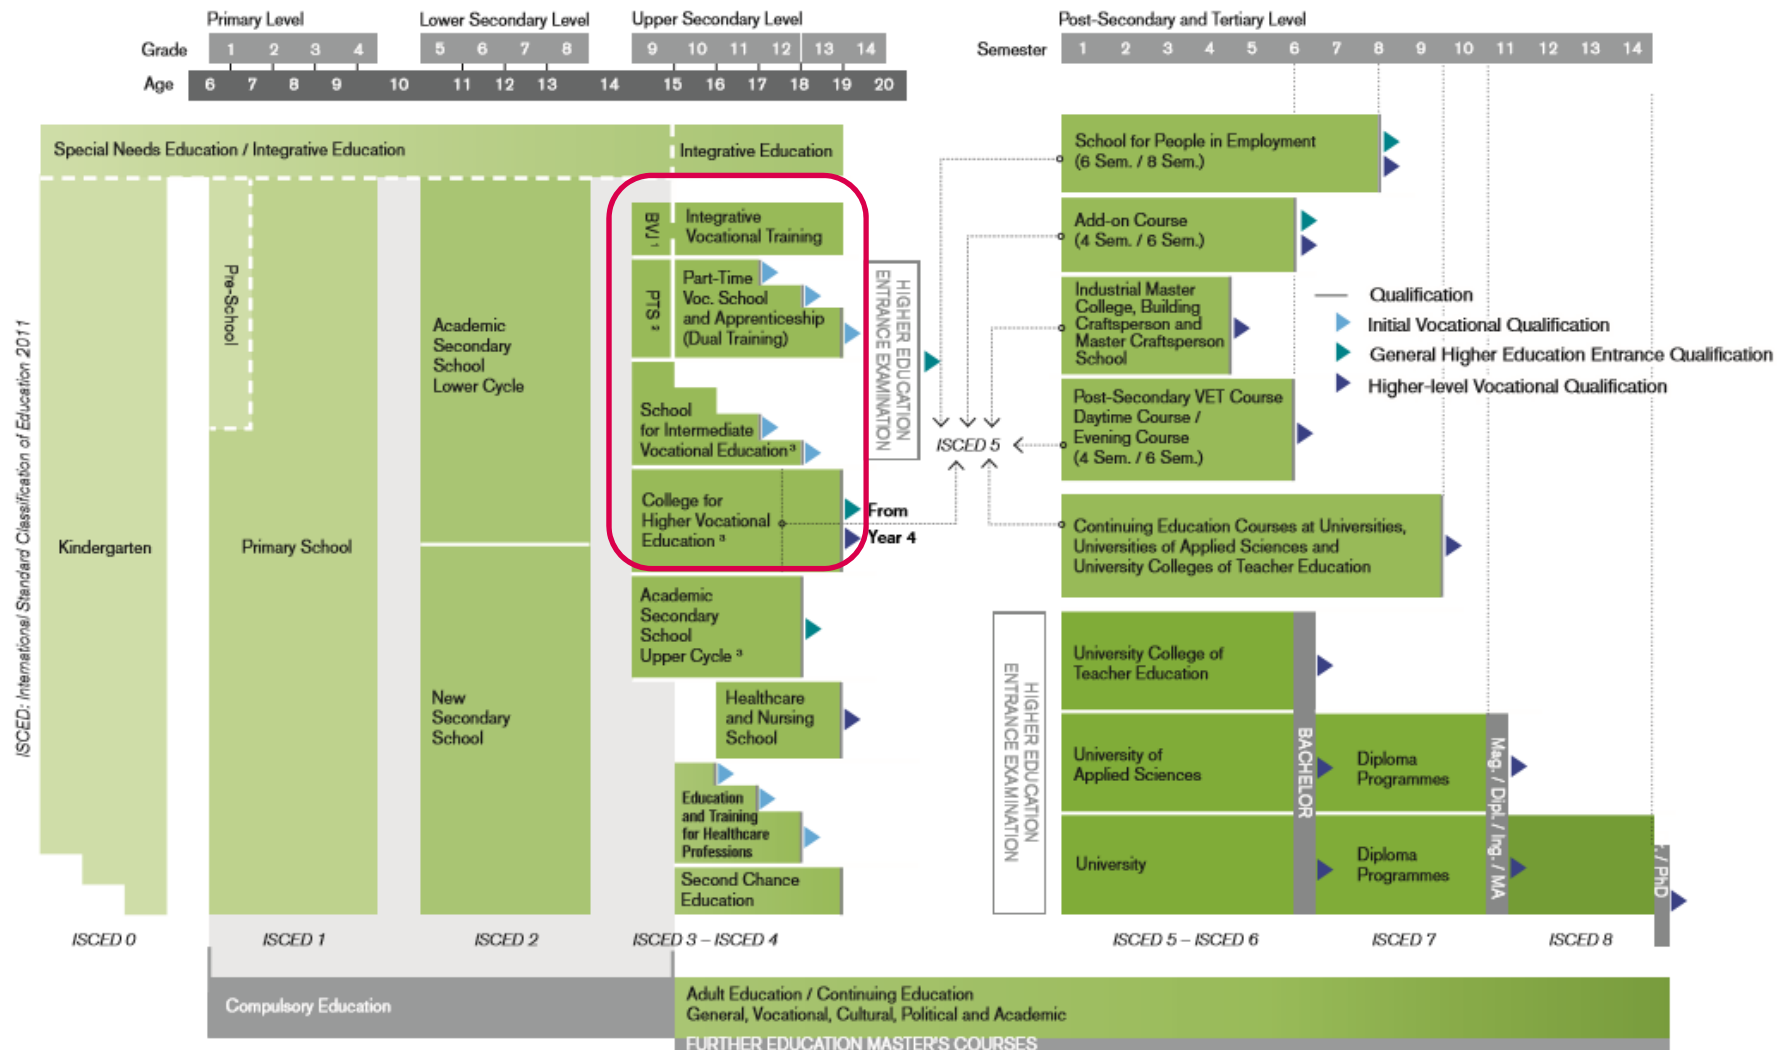 Primary Level
Lower Secondary Level
Upper Secondary Level
Post-Secondary and Tertiary Level
Grade 1 2 3 4 5 6 7 8 9 10 11 12 13 14
Semester 1 2 3 4 5 6 7 8 9 10 11 12 13 14
Age 6 7 8 9 10 11 12 13 14 15 16 17 18 19 20
ISCED: International Standard Classification of Education 2011
Special Needs Education / Integrative Education
Integrative Education
Kindergarten
Pre-School
Primary School
Academic
Secondary
School
Lower Cycle
New
Secondary
School
BVJ ¹
Integrative
Vocational Training
PTS ²
Part-Time
Voc. School
and Apprenticeship
(Dual Training)
School
for Intermediate
Vocational Education ³
College for
Higher Vocational
Education ³
From
Year 4
Academic
Secondary
School
Upper Cycle ³
Healthcare
and Nursing
School
Education
and Training
for Healthcare
Professions
Second Chance
Education
HIGHER EDUCATION
ENTRANCE EXAMINATION
ISCED 5
School for People in Employment
(6 Sem. / 8 Sem.)
Add-on Course
(4 Sem. / 6 Sem.)
Industrial Master
College, Building
Craftsperson and
Master Craftsperson
School
Post-Secondary VET Course
Daytime Course /
Evening Course
(4 Sem. / 6 Sem.)
Continuing Education Courses at Universities,
Universities of Applied Sciences and
University Colleges of Teacher Education
Qualification
Initial Vocational Qualification
General Higher Education Entrance Qualification
Higher-level Vocational Qualification
HIGHER EDUCATION
ENTRANCE EXAMINATION
University College of
Teacher Education
University of
Applied Sciences
University
BACHELOR
Diploma
Programmes
Diploma
Programmes
Mag. / Dipl. / Ing. / MA
/ PhD
ISCED 0
ISCED 1
ISCED 2
ISCED 3 – ISCED 4
ISCED 5 – ISCED 6
ISCED 7
ISCED 8
Compulsory Education
Adult Education / Continuing Education
General, Vocational, Cultural, Political and Academic
FURTHER EDUCATION MASTER'S COURSES